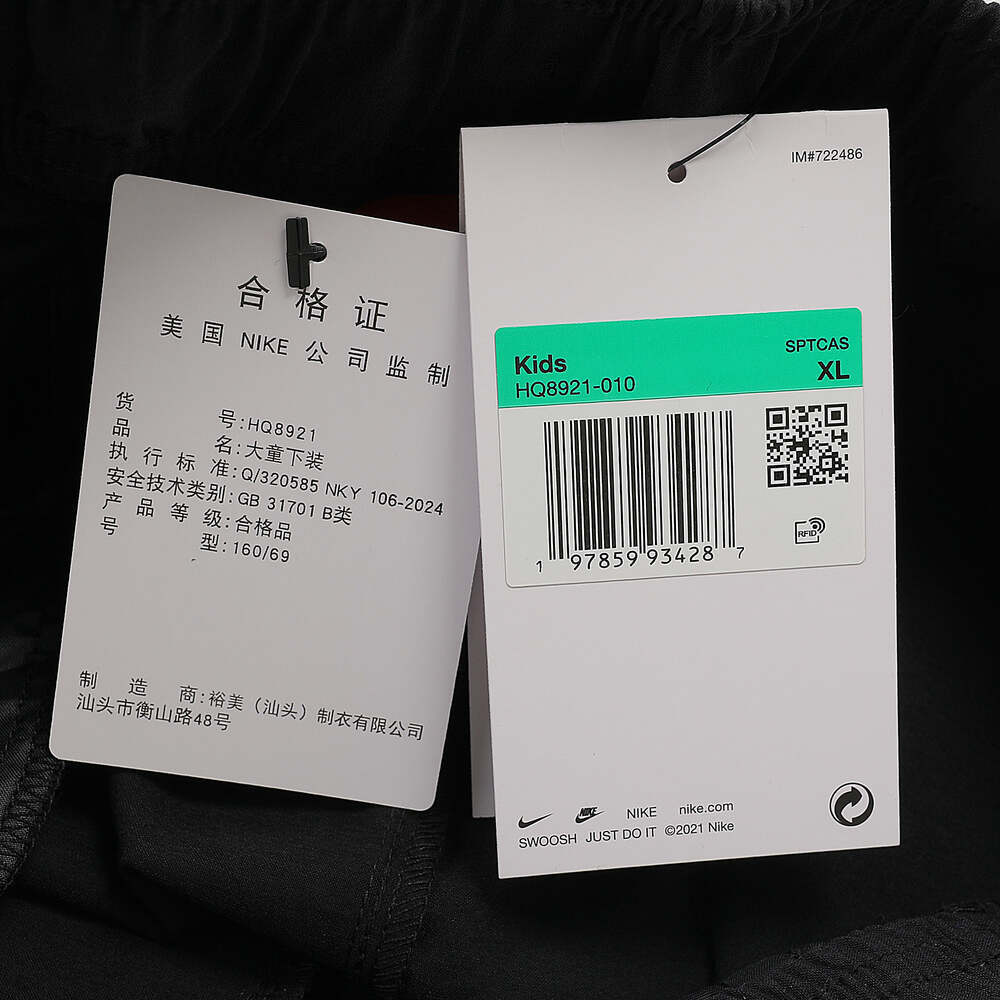 合格证
美国 NIKE 公司监制
货 号:HQ8921
品 名:大童下装
执行标准:Q/320585 NKY 106-2024
安全技术类别:GB 31701 B类
产品等级:合格品
号 型:160/69
制造商:裕美（汕头）制衣有限公司
汕头市衡山路48号
IM#722486
SPTCAS
Kids XL
HQ8921-010
1 97859 93428 7
RFID
NIKE NIKE nike.com
SWOOSH JUST DO IT ©2021 Nike